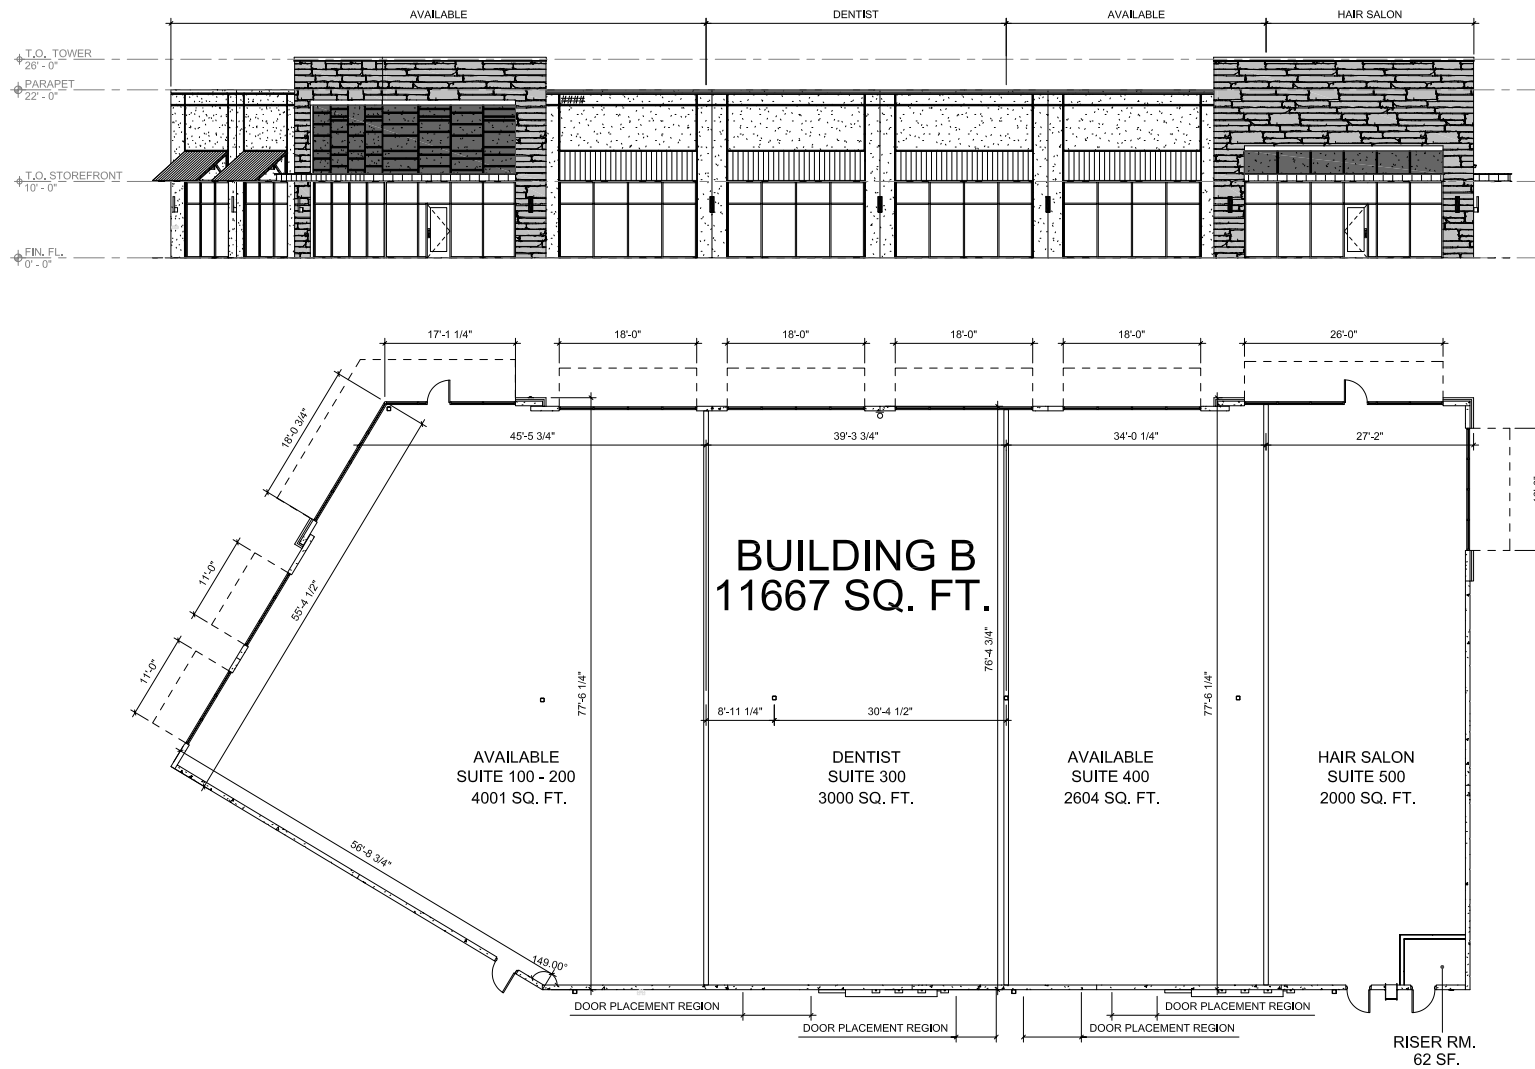 AVAILABLE
DENTIST
AVAILABLE
HAIR SALON
T.O. TOWER
26' - 0"
PARAPET
22' - 0"
####
T.O. STOREFRONT
10' - 0"
FIN. FL.
0' - 0"
17'-1 1/4"
18'-0"
18'-0"
18'-0"
18'-0"
26'-0"
18'-0 3/4"
45'-5 3/4"
39'-3 3/4"
34'-0 1/4"
27'-2"
BUILDING B
11667 SQ. FT.
11'-0"
55'-4 1/2"
11'-0"
77'-6 1/4"
76'-4 3/4"
77'-6 1/4"
8'-11 1/4"
30'-4 1/2"
AVAILABLE
SUITE 100 - 200
4001 SQ. FT.
DENTIST
SUITE 300
3000 SQ. FT.
AVAILABLE
SUITE 400
2604 SQ. FT.
HAIR SALON
SUITE 500
2000 SQ. FT.
56'-8 3/4"
149.00°
DOOR PLACEMENT REGION
DOOR PLACEMENT REGION
DOOR PLACEMENT REGION
DOOR PLACEMENT REGION
RISER RM.
62 SF.